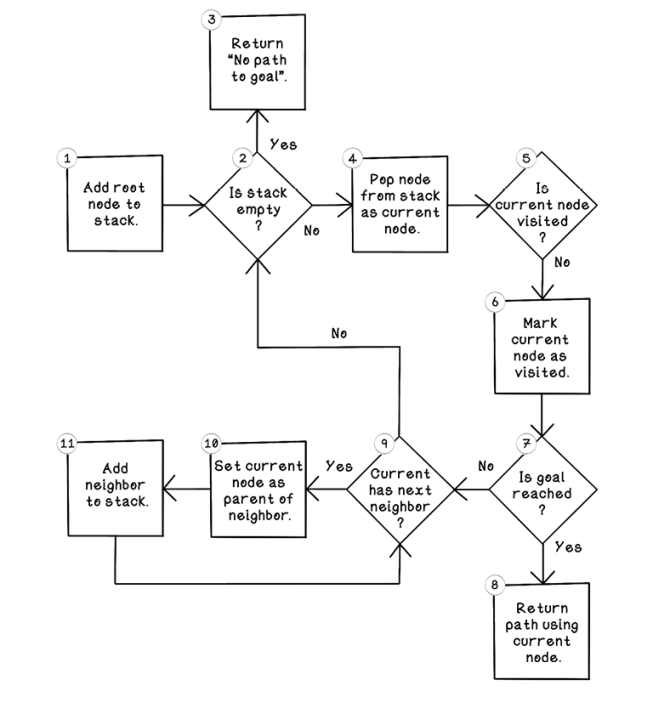 3
Return
"No path
to goal".
Yes
1
Add root
node to
stack.
2
Is stack
empty
?
No
4
Pop node
from stack
as current
node.
5
Is
current node
visited
?
No
6
Mark
current
node as
visited.
7
Is goal
reached
?
No
Yes
8
Return
path using
current
node.
9
Current
has next
neighbor
?
No
Yes
10
Set current
node as
parent of
neighbor.
11
Add
neighbor
to stack.